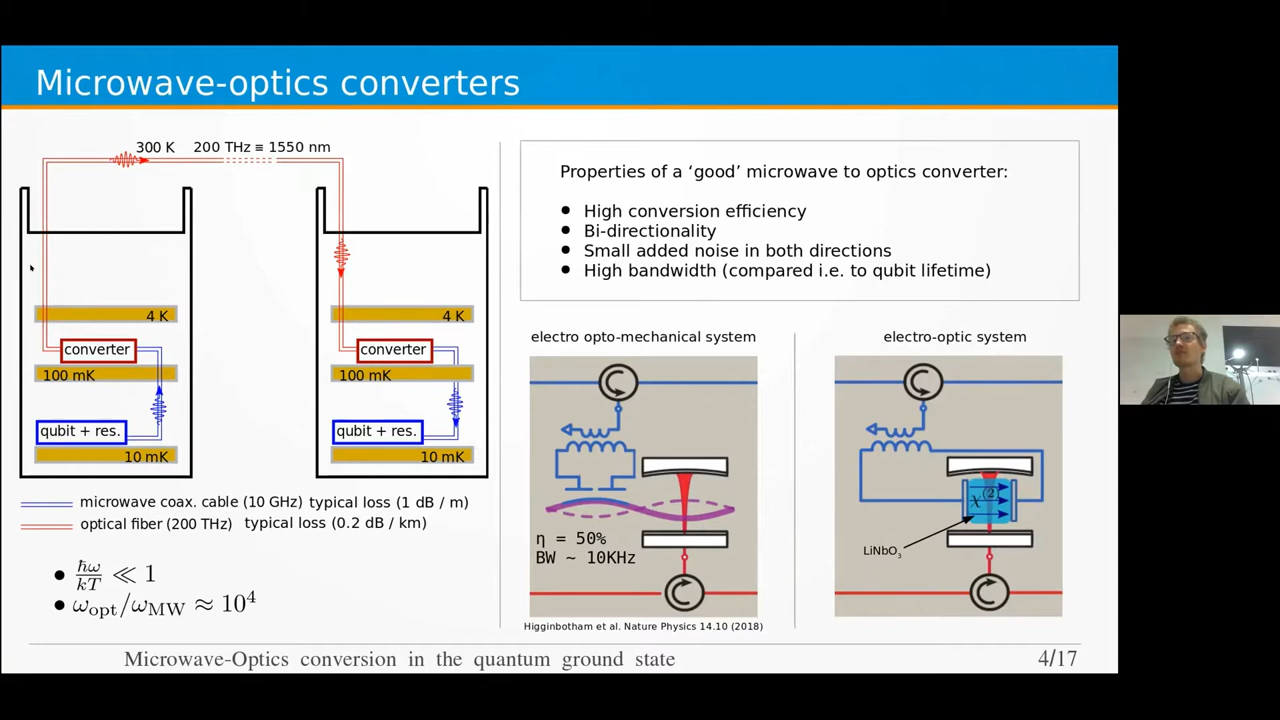 Microwave-optics converters
300 K 200 THz ≡ 1550 nm
4 K
converter
100 mK
qubit + res.
10 mK
4 K
converter
100 mK
qubit + res.
10 mK
microwave coax. cable (10 GHz) typical loss (1 dB / m)
optical fiber (200 THz) typical loss (0.2 dB / km)
● ħω/kT ≪ 1
● ω_opt/ω_MW ≈ 10⁴
Properties of a ‘good’ microwave to optics converter:
● High conversion efficiency
● Bi-directionality
● Small added noise in both directions
● High bandwidth (compared i.e. to qubit lifetime)
electro opto-mechanical system
η = 50%
BW ~ 10KHz
Higginbotham et al. Nature Physics 14.10 (2018)
electro-optic system
χ⁽²⁾
LiNbO₃
Microwave-Optics conversion in the quantum ground state
4/17